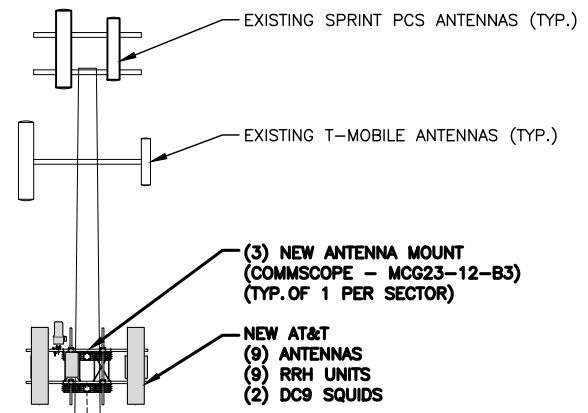 EXISTING SPRINT PCS ANTENNAS (TYP.)
EXISTING T-MOBILE ANTENNAS (TYP.)
(3) NEW ANTENNA MOUNT
(COMMSCOPE - MCG23-12-B3)
(TYP. OF 1 PER SECTOR)
NEW AT&T
(9) ANTENNAS
(9) RRH UNITS
(2) DC9 SQUIDS